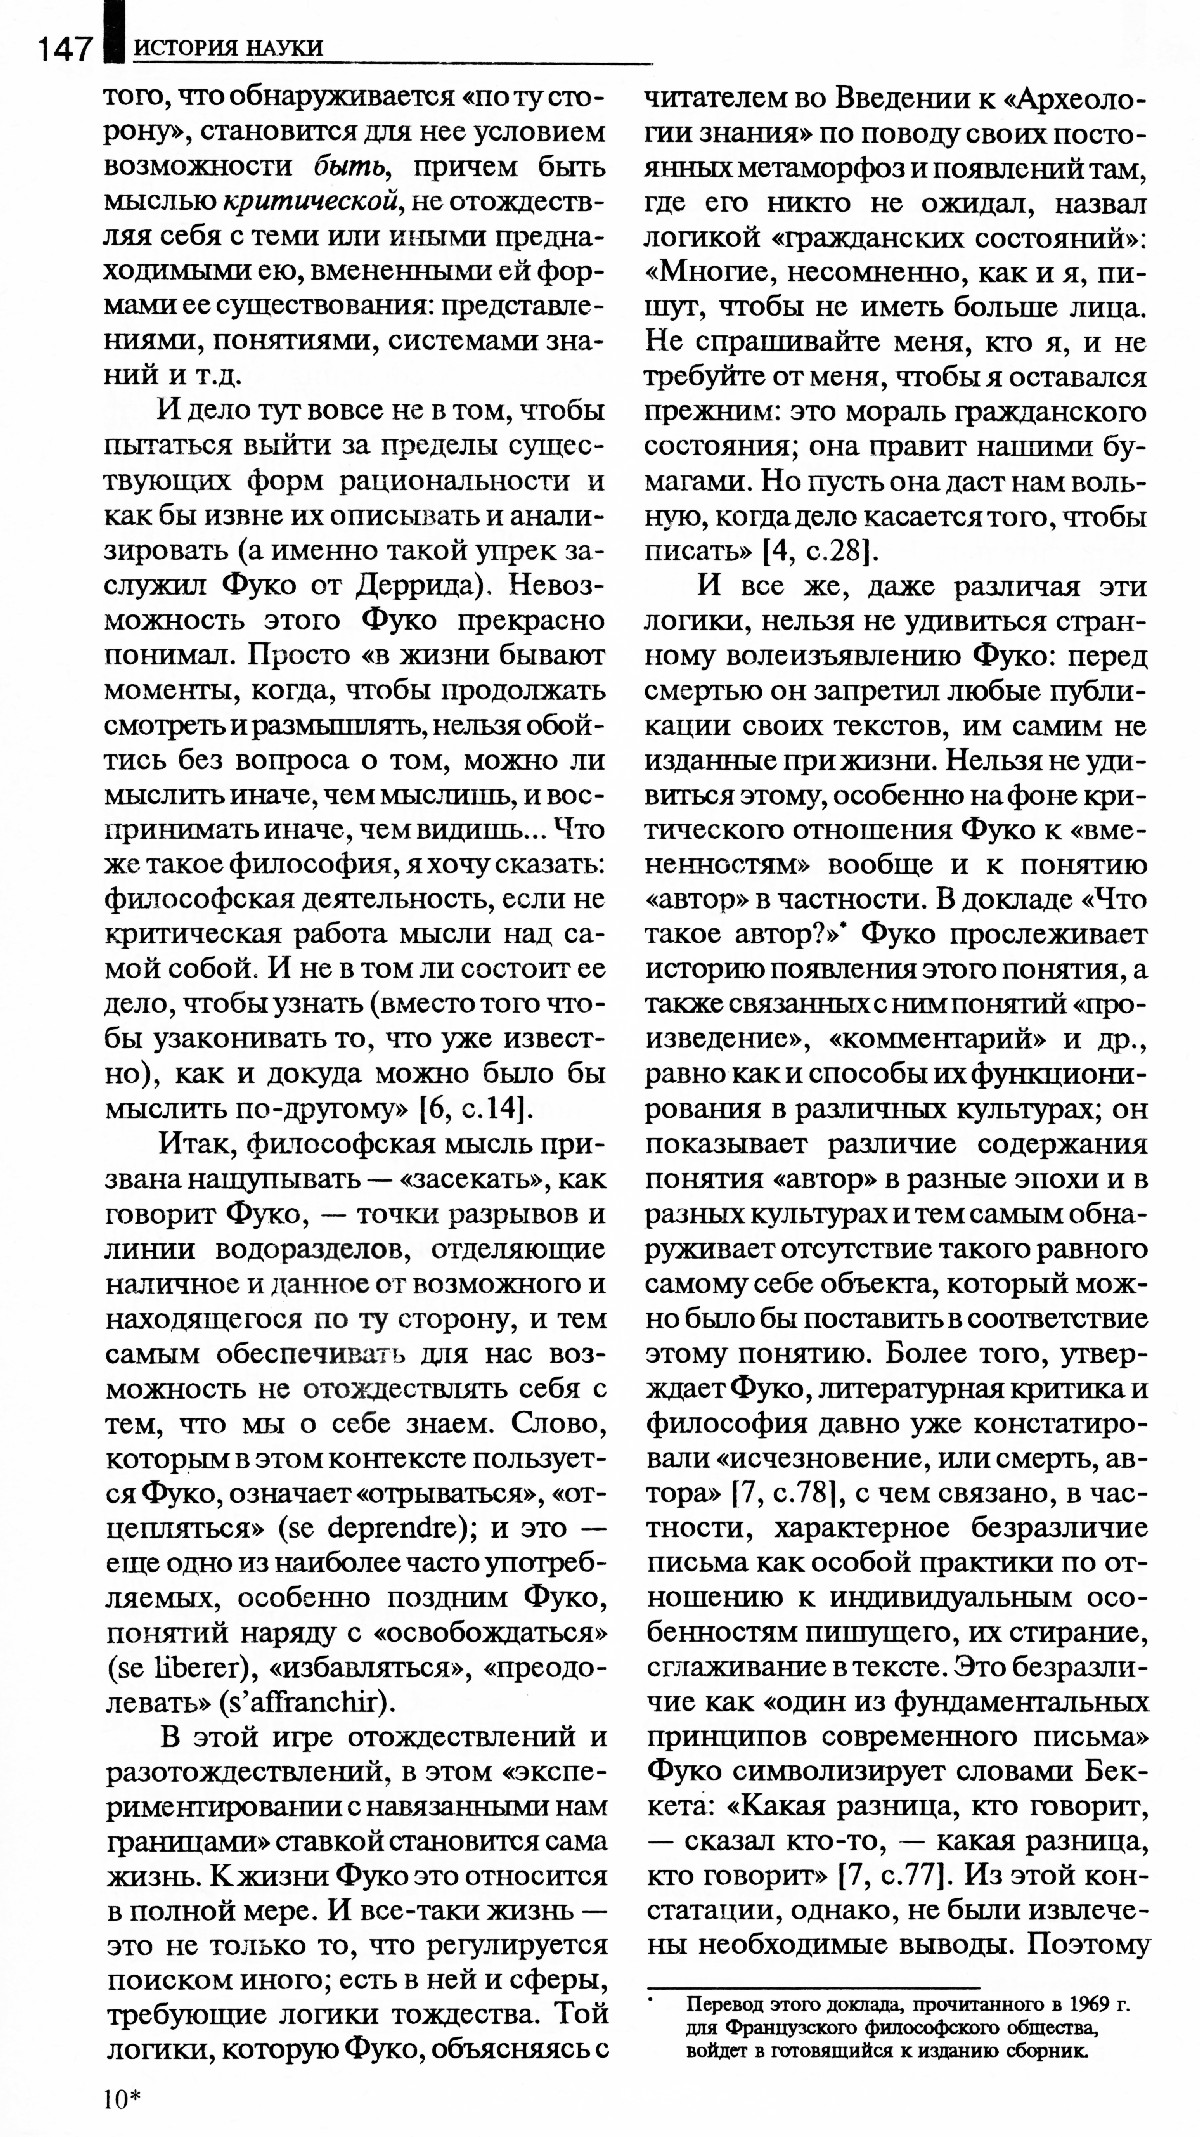 147 ИСТОРИЯ НАУКИ
того, что обнаруживается «по ту сто-
рону», становится для нее условием
возможности быть, причем быть
мыслью критической, не отождеств-
ляя себя с теми или иными предна-
ходимыми ею, вмененными ей фор-
мами ее существования: представле-
ниями, понятиями, системами зна-
ний и т.д.
И дело тут вовсе не в том, чтобы
пытаться выйти за пределы сущес-
твующих форм рациональности и
как бы извне их описывать и анали-
зировать (а именно такой упрек за-
служил Фуко от Деррида). Невоз-
можность этого Фуко прекрасно
понимал. Просто «в жизни бывают
моменты, когда, чтобы продолжать
смотреть и размышлять, нельзя обой-
тись без вопроса о том, можно ли
мыслить иначе, чем мыслишь, и вос-
принимать иначе, чем видишь... Что
же такое философия, я хочу сказать:
философская деятельность, если не
критическая работа мысли над са-
мой собой. И не в том ли состоит ее
дело, чтобы узнать (вместо того что-
бы узаконивать то, что уже извест-
но), как и докуда можно было бы
мыслить по-другому» [6, с.14].
Итак, философская мысль при-
звана нащупывать — «засекать», как
говорит Фуко, — точки разрывов и
линии водоразделов, отделяющие
наличное и данное от возможного и
находящегося по ту сторону, и тем
самым обеспечивать для нас воз-
можность не отождествлять себя с
тем, что мы о себе знаем. Слово,
которым в этом контексте пользует-
ся Фуко, означает «отрываться», «от-
цепляться» (se deprendre); и это —
еще одно из наиболее часто употреб-
ляемых, особенно поздним Фуко,
понятий наряду с «освобождаться»
(se liberer), «избавляться», «преодо-
левать» (s’affranchir).
В этой игре отождествлений и
разотождествлений, в этом «экспе-
риментировании с навязанными нам
границами» ставкой становится сама
жизнь. К жизни Фуко это относится
в полной мере. И все-таки жизнь —
это не только то, что регулируется
поиском иного; есть в ней и сферы,
требующие логики тождества. Той
логики, которую Фуко, объясняясь с
10*
читателем во Введении к «Археоло-
гии знания» по поводу своих посто-
янных метаморфоз и появлений там,
где его никто не ожидал, назвал
логикой «гражданских состояний»:
«Многие, несомненно, как и я, пи-
шут, чтобы не иметь больше лица.
Не спрашивайте меня, кто я, и не
требуйте от меня, чтобы я оставался
прежним: это мораль гражданского
состояния; она правит нашими бу-
магами. Но пусть она даст нам воль-
ную, когда дело касается того, чтобы
писать» [4, с.28].
И все же, даже различая эти
логики, нельзя не удивиться стран-
ному волеизъявлению Фуко: перед
смертью он запретил любые публи-
кации своих текстов, им самим не
изданные при жизни. Нельзя не уди-
виться этому, особенно на фоне кри-
тического отношения Фуко к «вме-
ненностям» вообще и к понятию
«автор» в частности. В докладе «Что
такое автор?»* Фуко прослеживает
историю появления этого понятия, а
также связанных с ним понятий «про-
изведение», «комментарий» и др.,
равно как и способы их функциони-
рования в различных культурах; он
показывает различие содержания
понятия «автор» в разные эпохи и в
разных культурах и тем самым обна-
руживает отсутствие такого равного
самому себе объекта, который мож-
но было бы поставить в соответствие
этому понятию. Более того, утвер-
ждает Фуко, литературная критика и
философия давно уже констатиро-
вали «исчезновение, или смерть, ав-
тора» [7, с.78], с чем связано, в час-
тности, характерное безразличие
письма как особой практики по от-
ношению к индивидуальным осо-
бенностям пишущего, их стирание,
сглаживание в тексте. Это безразли-
чие как «один из фундаментальных
принципов современного письма»
Фуко символизирует словами Бек-
кета: «Какая разница, кто говорит,
— сказал кто-то, — какая разница,
кто говорит» [7, с.77]. Из этой кон-
статации, однако, не были извлече-
ны необходимые выводы. Поэтому
* Перевод этого доклада, прочитанного в 1969 г.
для Французского философского общества,
войдет в готовящийся к изданию сборник.